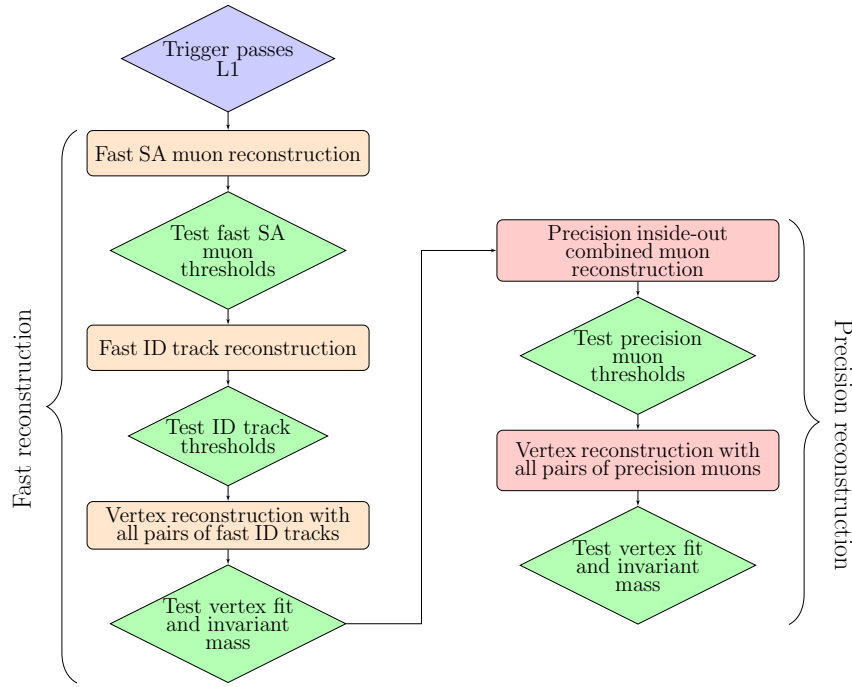 Trigger passes
L1
Fast SA muon reconstruction
Test fast SA
muon
thresholds
Fast ID track reconstruction
Test ID track
thresholds
Vertex reconstruction with
all pairs of fast ID tracks
Test vertex fit
and invariant
mass
Fast reconstruction
Precision inside-out
combined muon
reconstruction
Test precision
muon
thresholds
Vertex reconstruction with
all pairs of precision muons
Test vertex fit
and invariant
mass
Precision reconstruction